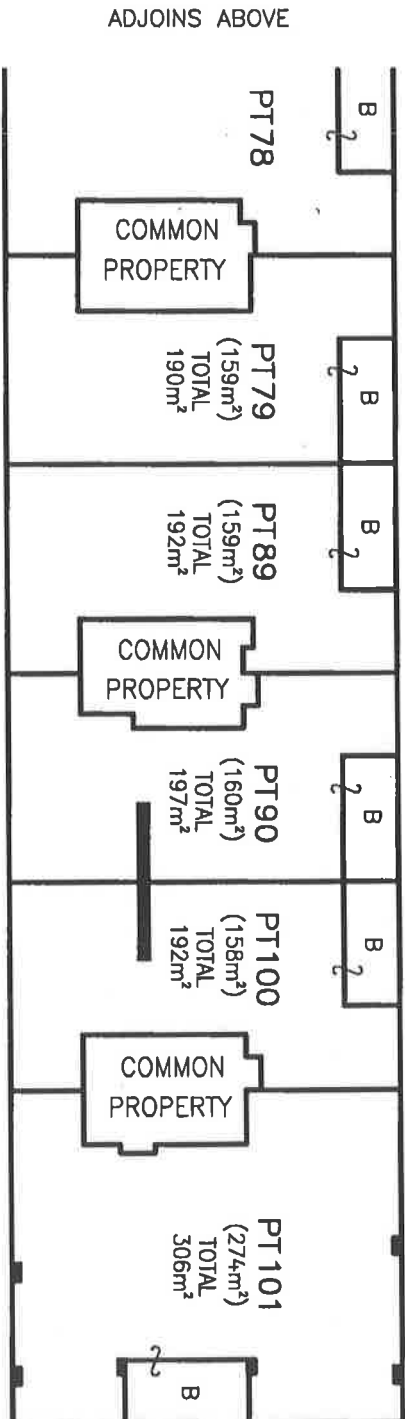 ADJOINS ABOVE
B
PT78
COMMON
PROPERTY
B
PT79
(159m²)
TOTAL
190m²
B
PT89
(159m²)
TOTAL
192m²
COMMON
PROPERTY
B
PT90
(160m²)
TOTAL
197m²
B
PT100
(158m²)
TOTAL
192m²
COMMON
PROPERTY
PT101
(274m²)
TOTAL
306m²
B